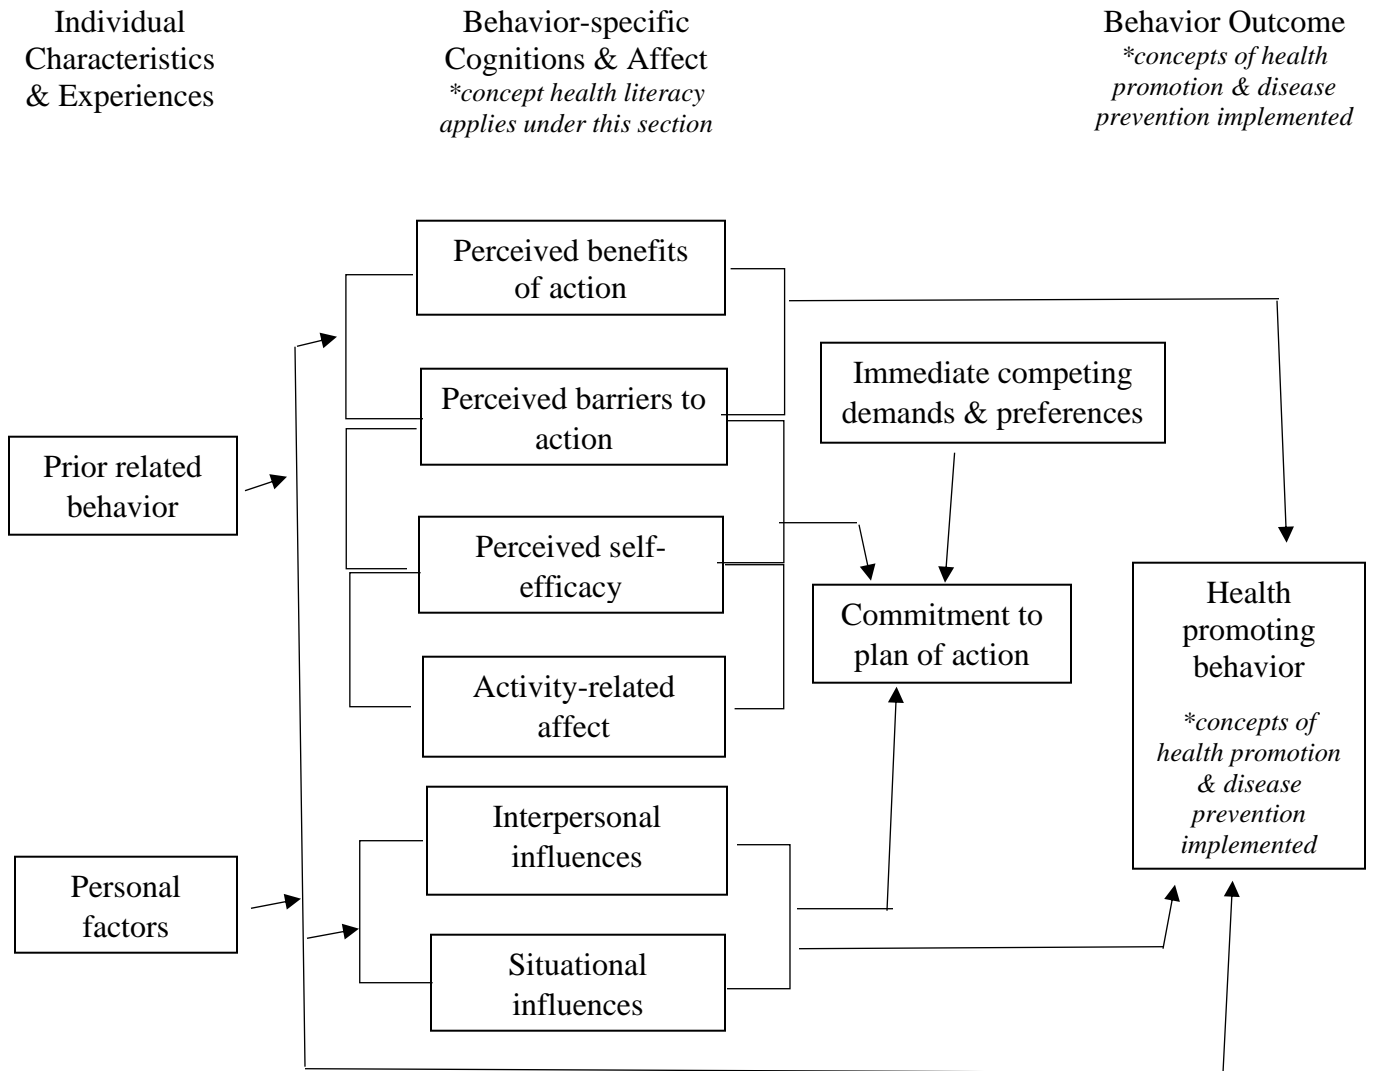 Individual
Characteristics
& Experiences
Behavior-specific
Cognitions & Affect
*concept health literacy
applies under this section
Behavior Outcome
*concepts of health
promotion & disease
prevention implemented
Perceived benefits
of action
Perceived barriers to
action
Immediate competing
demands & preferences
Prior related
behavior
Perceived self-
efficacy
Commitment to
plan of action
Health
promoting
behavior
*concepts of
health promotion
& disease
prevention
implemented
Activity-related
affect
Interpersonal
influences
Personal
factors
Situational
influences